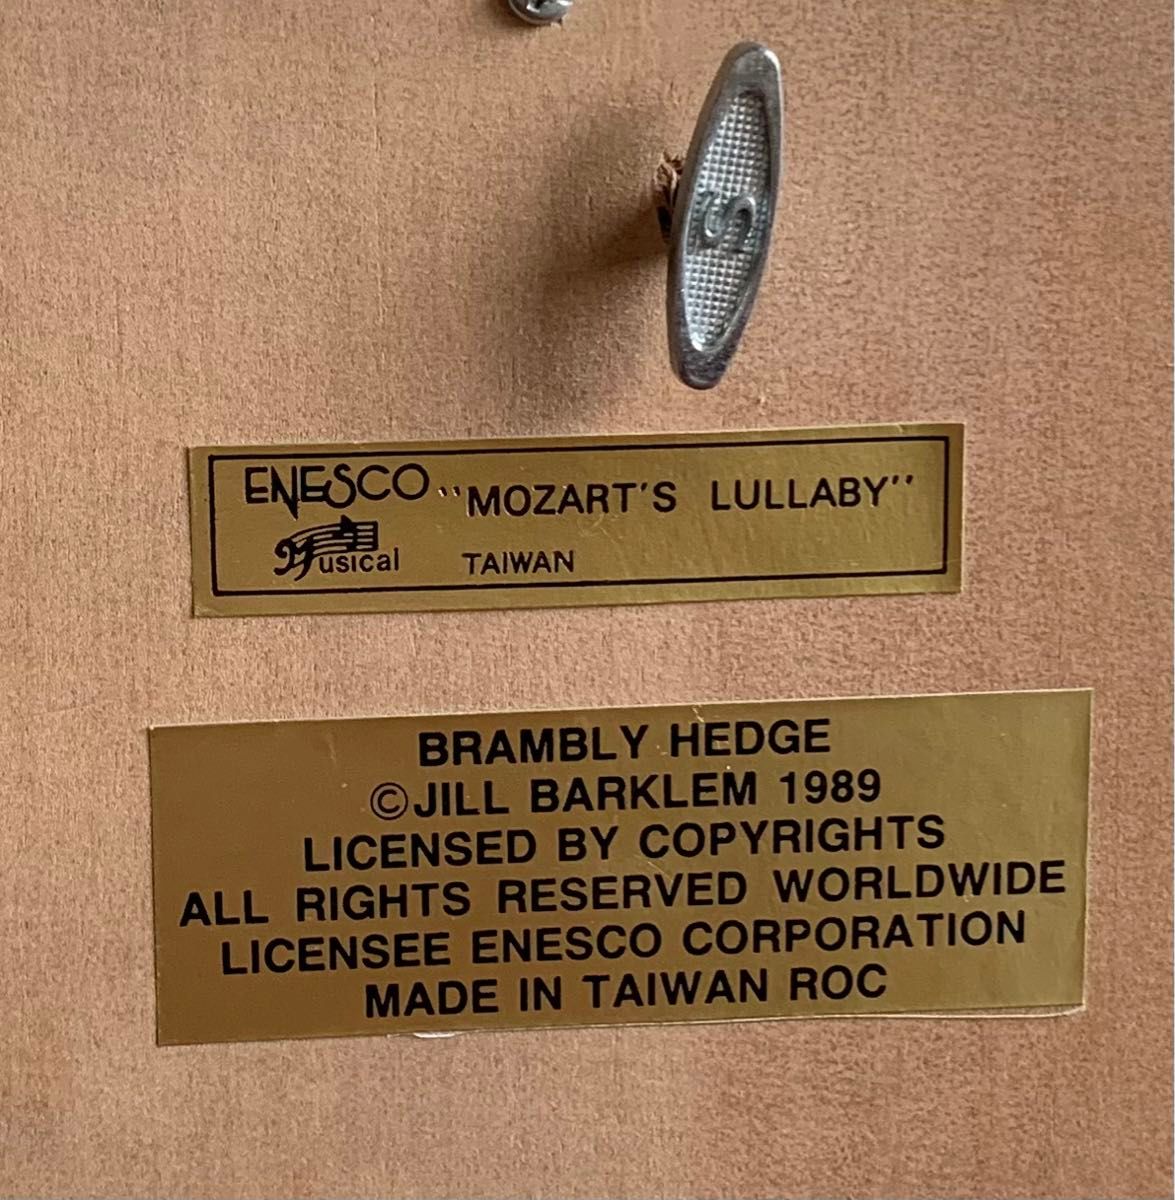 S
ENESCO "MOZART'S LULLABY"
Musical TAIWAN
BRAMBLY HEDGE
©JILL BARKLEM 1989
LICENSED BY COPYRIGHTS
ALL RIGHTS RESERVED WORLDWIDE
LICENSEE ENESCO CORPORATION
MADE IN TAIWAN ROC